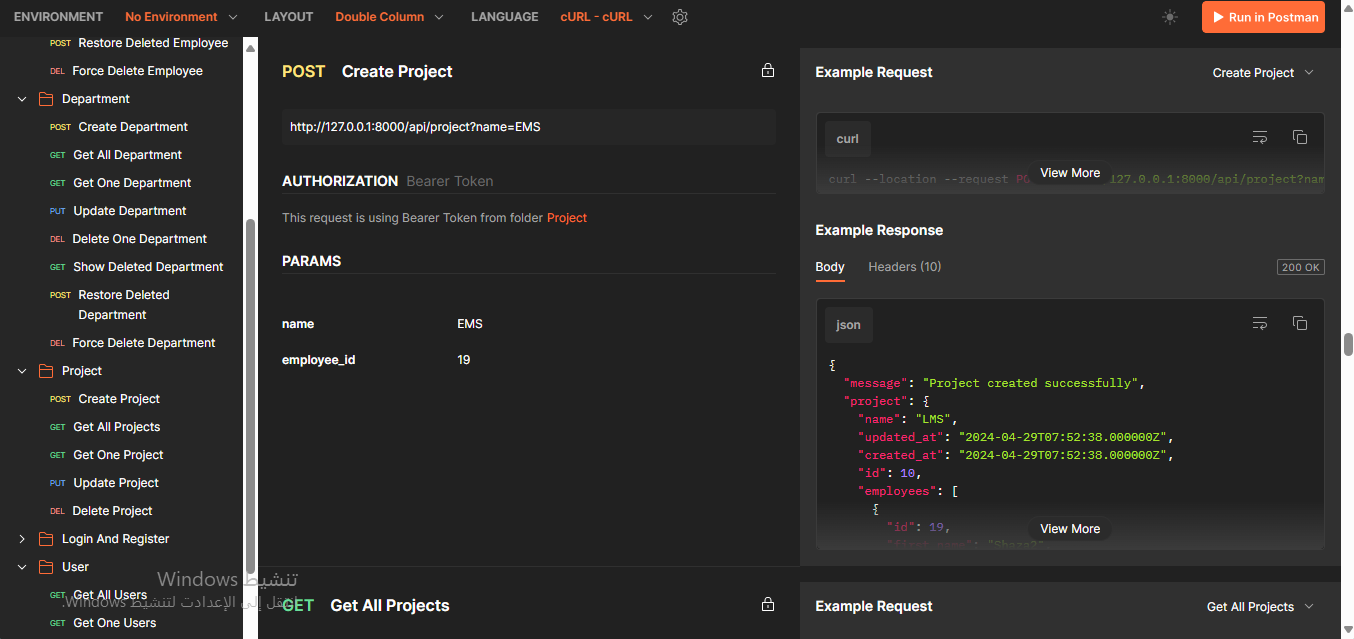 ENVIRONMENT No Environment LAYOUT Double Column LANGUAGE cURL - cURL Run in Postman
POST Restore Deleted Employee
DEL Force Delete Employee
Department
POST Create Department
GET Get All Department
GET Get One Department
PUT Update Department
DEL Delete One Department
GET Show Deleted Department
POST Restore Deleted
Department
DEL Force Delete Department
Project
POST Create Project
GET Get All Projects
GET Get One Project
PUT Update Project
DEL Delete Project
Login And Register
User
GET Get All Users
GET Get One Users
تنشيط Windows
انتقل إلى الإعدادات لتنشيط Windows.
POST Create Project
http://127.0.0.1:8000/api/project?name=EMS
AUTHORIZATION Bearer Token
This request is using Bearer Token from folder Project
PARAMS
name EMS
employee_id 19
GET Get All Projects
Example Request Create Project
curl
curl --location --request 127.0.0.1:8000/api/project?nam
View More
Example Response
Body Headers (10) 200 OK
json
{
"message": "Project created successfully",
"project": {
"name": "LMS",
"updated_at": "2024-04-29T07:52:38.000000Z",
"created_at": "2024-04-29T07:52:38.000000Z",
"id": 10,
"employees": [
{
"id": 19,
View More
Example Request Get All Projects